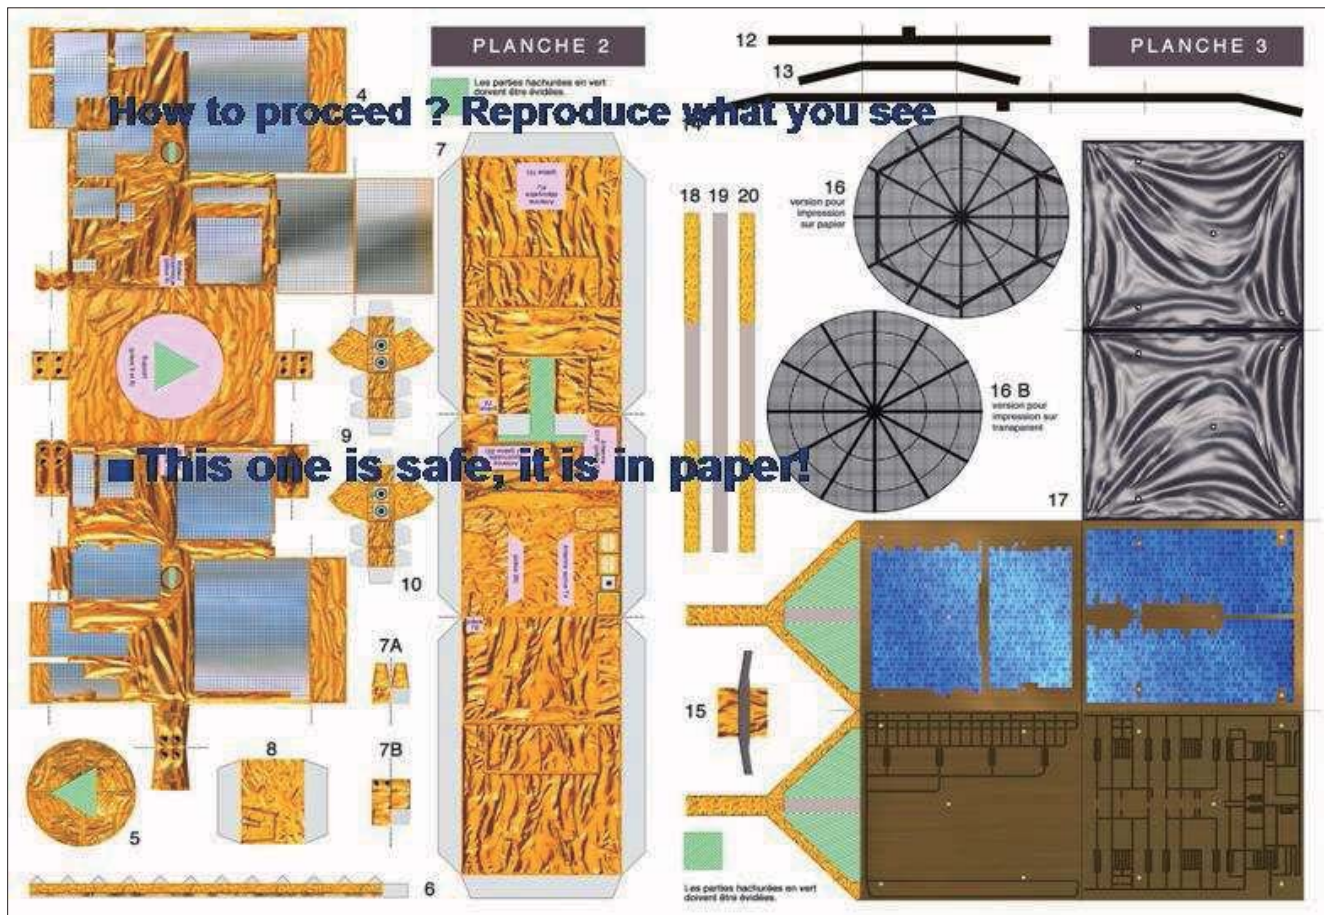 PLANCHE 2
Les parties hachurées en vert
doivent être évidées.
4
How to proceed ? Reproduce what you see
7
9
This one is safe, it is in paper!
10
7A
8
7B
5
6
12
PLANCHE 3
13
18 19 20
16
version pour
impression
sur papier
16 B
version pour
impression sur
transparent
17
15
Les parties hachurées en vert
doivent être évidées.